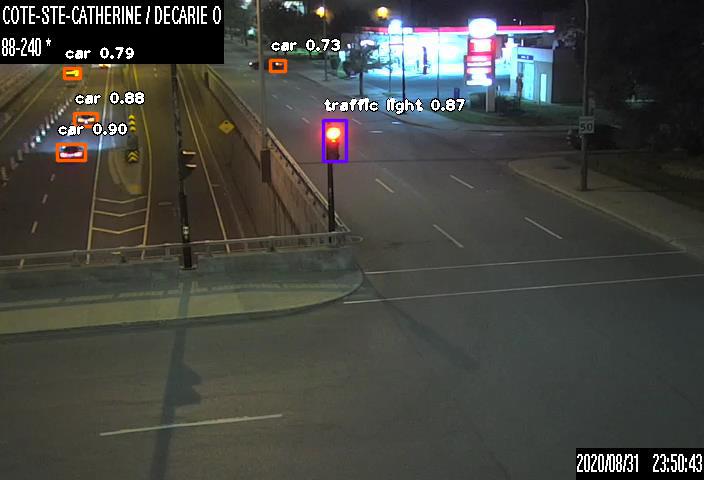 COTE-STE-CATHERINE / DECARIE O
88-240 *
car 0.79
car 0.73
car 0.88
traffic light 0.87
car 0.90
50
2020/08/31 23:50:43